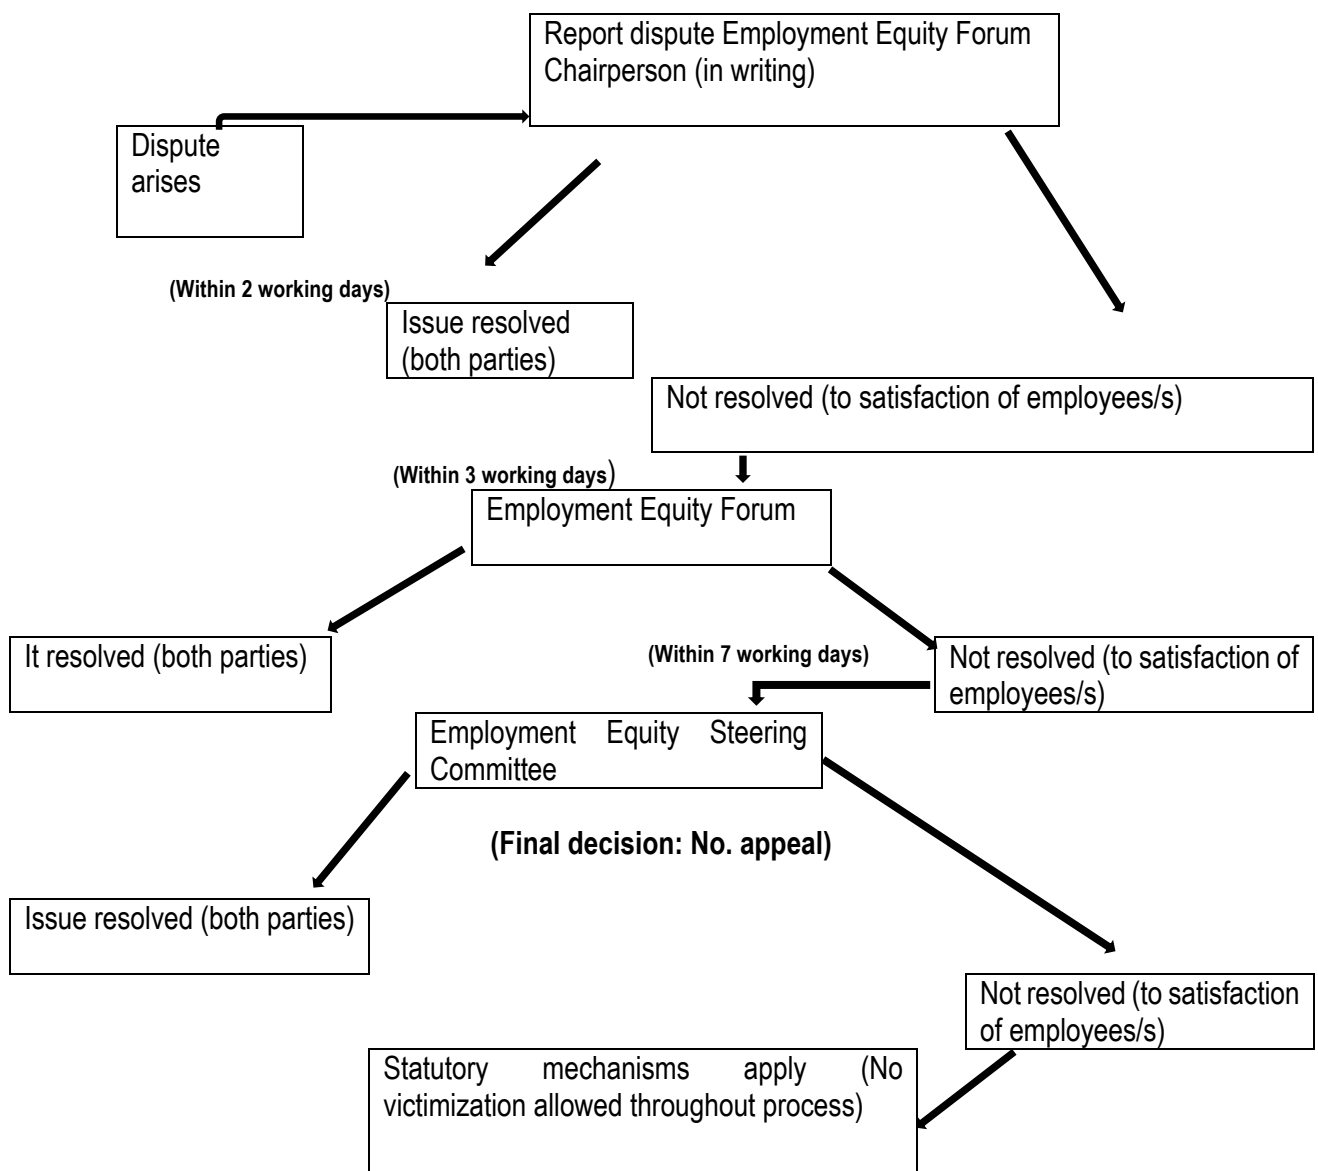 Report dispute Employment Equity Forum
Chairperson (in writing)
Dispute
arises
(Within 2 working days)
Issue resolved
(both parties)
Not resolved (to satisfaction of employees/s)
(Within 3 working days)
Employment Equity Forum
It resolved (both parties)
(Within 7 working days)
Not resolved (to satisfaction of
employees/s)
Employment Equity Steering
Committee
(Final decision: No. appeal)
Issue resolved (both parties)
Not resolved (to satisfaction
of employees/s)
Statutory mechanisms apply (No
victimization allowed throughout process)